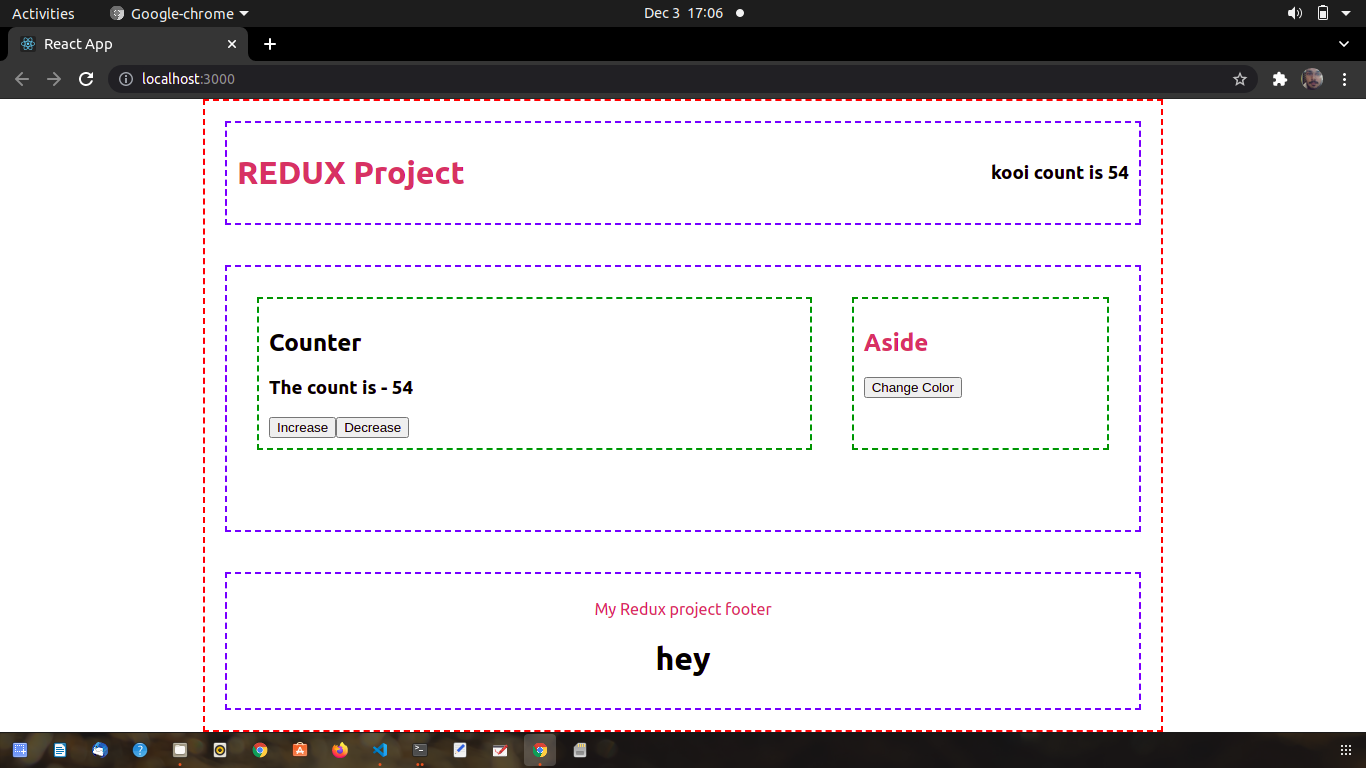 Activities
Google-chrome
Dec 3 17:06
React App
localhost:3000
REDUX Project
kooi count is 54
Counter
The count is - 54
Increase Decrease
Aside
Change Color
My Redux project footer
hey